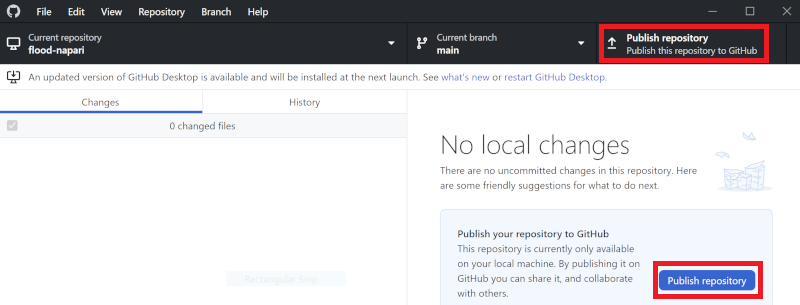 File Edit View Repository Branch Help
Current repository
flood-napari
Current branch
main
Publish repository
Publish this repository to GitHub
An updated version of GitHub Desktop is available and will be installed at the next launch. See what's new or restart GitHub Desktop.
Changes History
0 changed files
No local changes
There are no uncommitted changes in this repository. Here
are some friendly suggestions for what to do next.
Publish your repository to GitHub
This repository is currently only available
on your local machine. By publishing it on
GitHub you can share it, and collaborate
with others.
Publish repository
Rectangular Snip